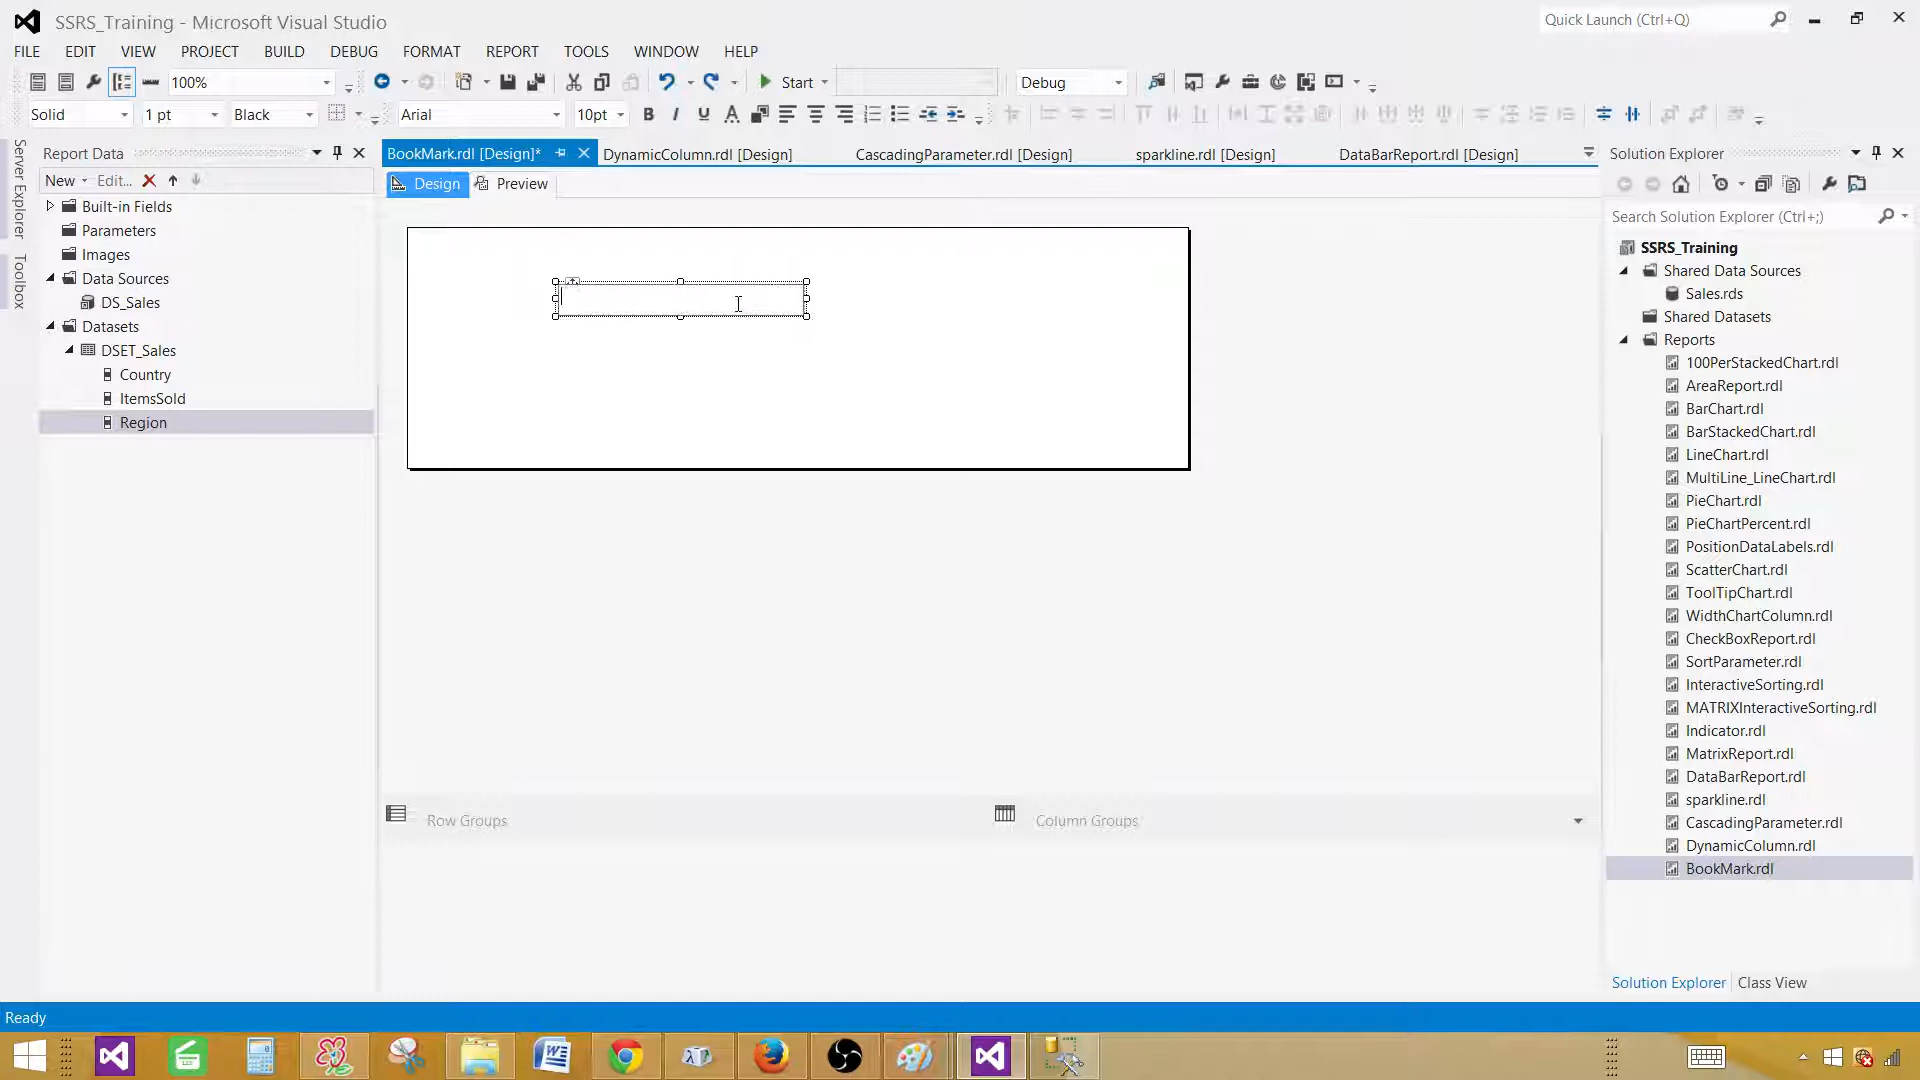 SSRS_Training - Microsoft Visual Studio
Quick Launch (Ctrl+Q)
FILE EDIT VIEW PROJECT BUILD DEBUG FORMAT REPORT TOOLS WINDOW HELP
100% Start Debug
Solid 1 pt Black Arial 10pt B I U A
Server Explorer
Toolbox
Report Data
New Edit...
Built-in Fields
Parameters
Images
Data Sources
DS_Sales
Datasets
DSET_Sales
Country
ItemsSold
Region
BookMark.rdl [Design]* DynamicColumn.rdl [Design] CascadingParameter.rdl [Design] sparkline.rdl [Design] DataBarReport.rdl [Design]
Design Preview
Row Groups Column Groups
Solution Explorer
Search Solution Explorer (Ctrl+;)
SSRS_Training
Shared Data Sources
Sales.rds
Shared Datasets
Reports
100PerStackedChart.rdl
AreaReport.rdl
BarChart.rdl
BarStackedChart.rdl
LineChart.rdl
MultiLine_LineChart.rdl
PieChart.rdl
PieChartPercent.rdl
PositionDataLabels.rdl
ScatterChart.rdl
ToolTipChart.rdl
WidthChartColumn.rdl
CheckBoxReport.rdl
SortParameter.rdl
InteractiveSorting.rdl
MATRIXInteractiveSorting.rdl
Indicator.rdl
MatrixReport.rdl
DataBarReport.rdl
sparkline.rdl
CascadingParameter.rdl
DynamicColumn.rdl
BookMark.rdl
Solution Explorer Class View
Ready